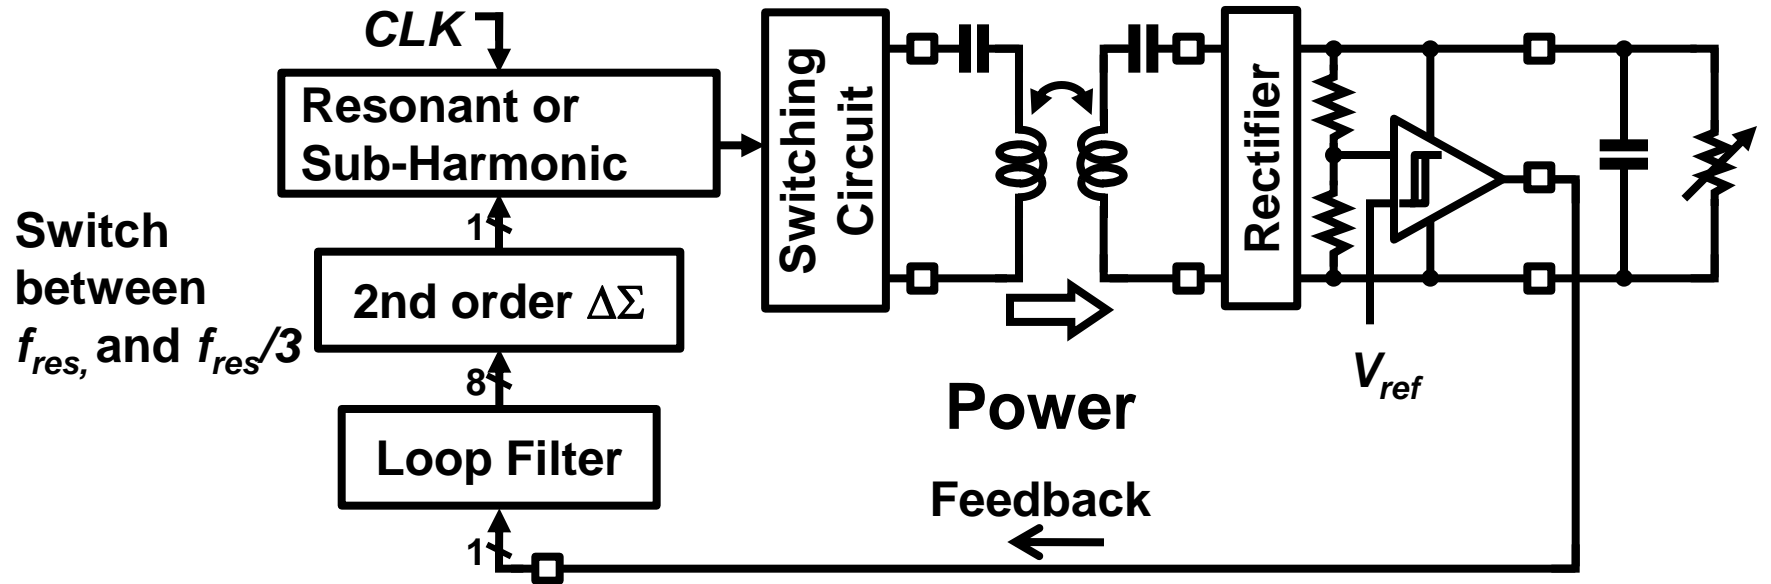 CLK
Resonant or
Sub-Harmonic
1
Switch
between
fres, and fres/3
2nd order ΔΣ
8
Loop Filter
1
Switching
Circuit
Rectifier
Vref
Power
Feedback